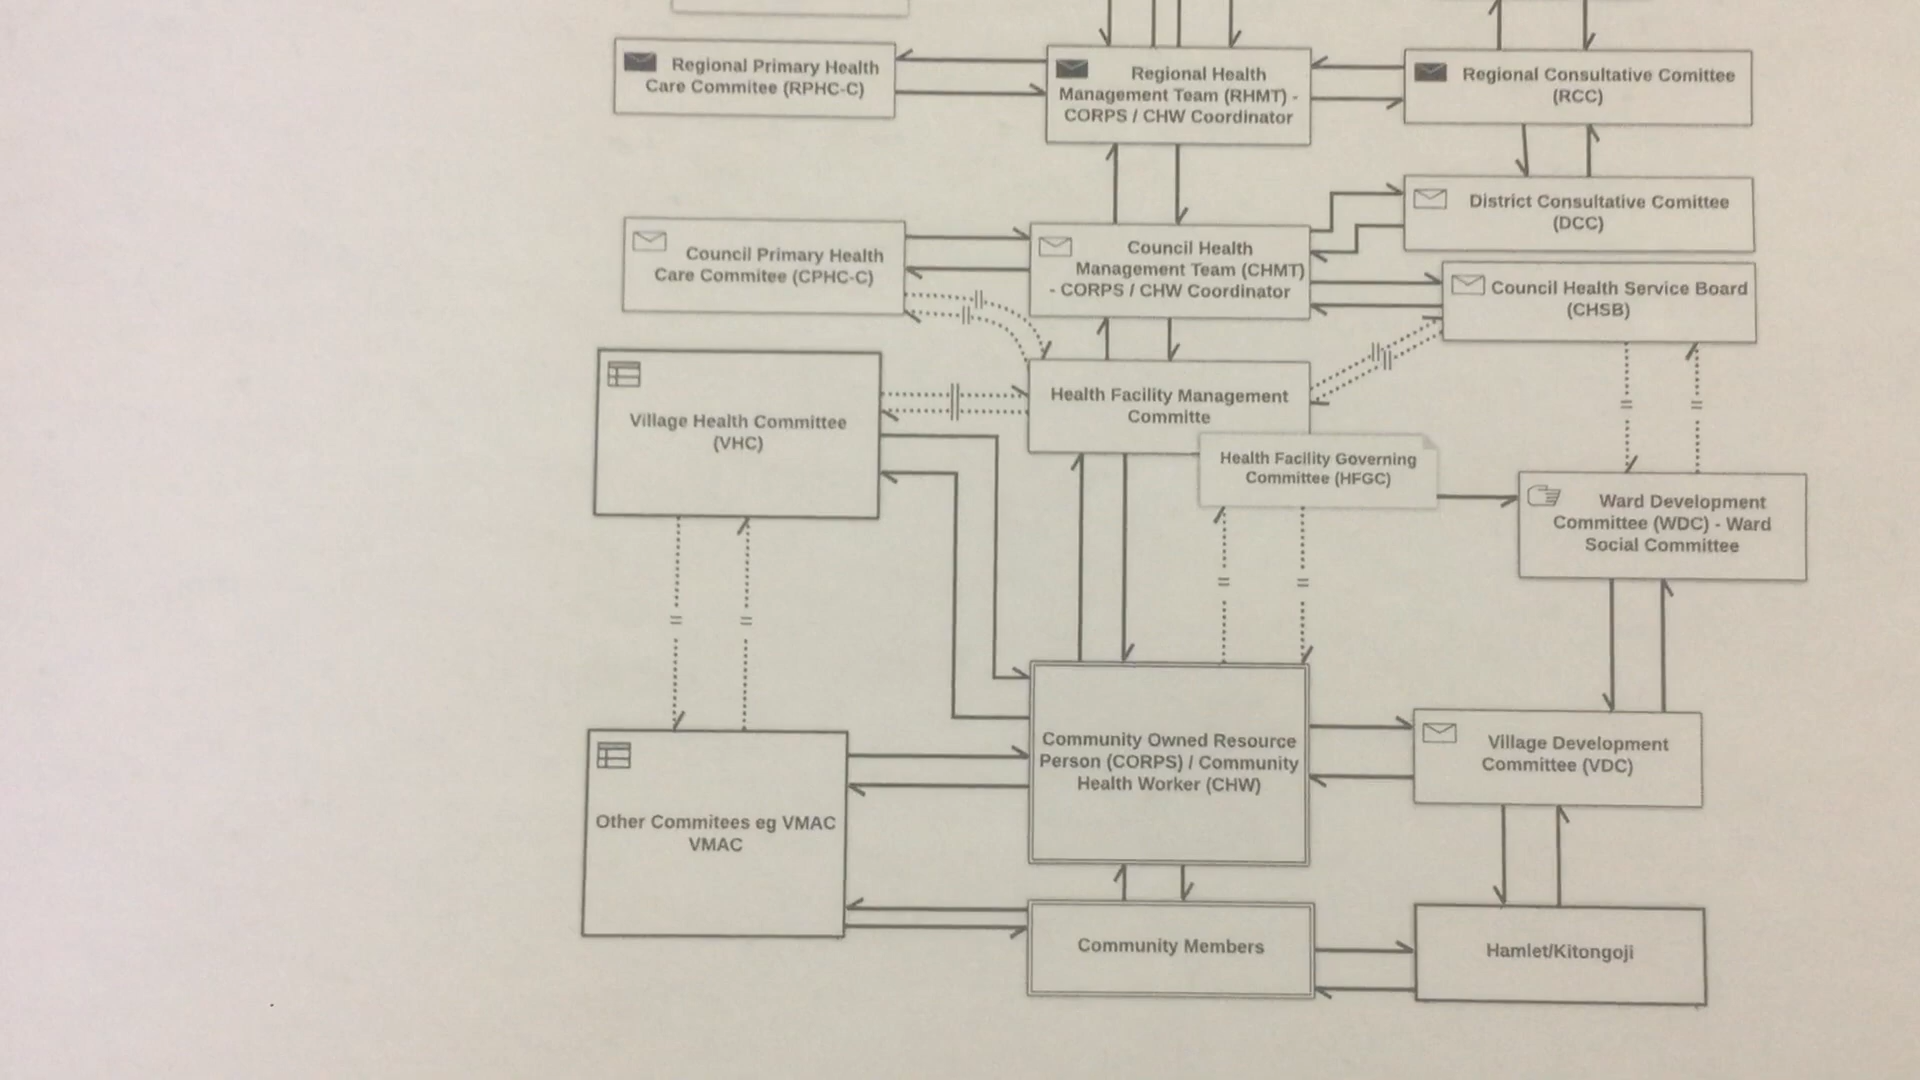 Regional Primary Health
Care Commitee (RPHC-C)
Regional Health
Management Team (RHMT) -
CORPS / CHW Coordinator
Regional Consultative Comittee
(RCC)
District Consultative Comittee
(DCC)
Council Primary Health
Care Commitee (CPHC-C)
Council Health
Management Team (CHMT)
- CORPS / CHW Coordinator
Council Health Service Board
(CHSB)
Village Health Committee
(VHC)
Health Facility Management
Committe
Health Facility Governing
Committee (HFGC)
Ward Development
Committee (WDC) - Ward
Social Committee
Other Commitees eg VMAC
VMAC
Community Owned Resource
Person (CORPS) / Community
Health Worker (CHW)
Village Development
Committee (VDC)
Community Members
Hamlet/Kitongoji